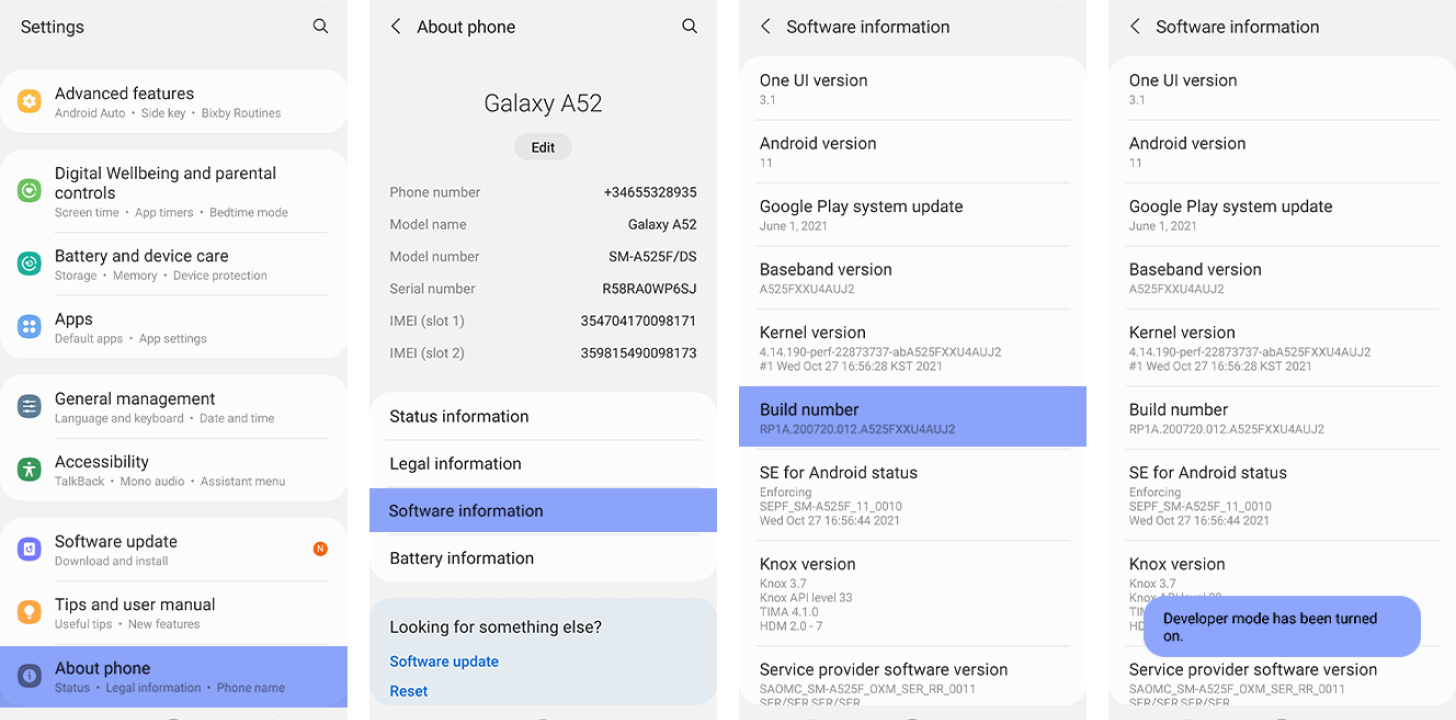 Settings
Advanced features
Android Auto • Side key • Bixby Routines
Digital Wellbeing and parental
controls
Screen time • App timers • Bedtime mode
Battery and device care
Storage • Memory • Device protection
Apps
Default apps • App settings
General management
Language and keyboard • Date and time
Accessibility
TalkBack • Mono audio • Assistant menu
Software update
N
Download and install
Tips and user manual
Useful tips • New features
About phone
Status • Legal information • Phone name
About phone
Galaxy A52
Edit
Phone number +34655328935
Model name Galaxy A52
Model number SM-A525F/DS
Serial number R58RA0WP6SJ
IMEI (slot 1) 354704170098171
IMEI (slot 2) 359815490098173
Status information
Legal information
Software information
Battery information
Looking for something else?
Software update
Reset
Software information
One UI version
3.1
Android version
11
Google Play system update
June 1, 2021
Baseband version
A525FXXU4AUJ2
Kernel version
4.14.190-perf-22873737-abA525FXXU4AUJ2
#1 Wed Oct 27 16:56:28 KST 2021
Build number
RP1A.200720.012.A525FXXU4AUJ2
SE for Android status
Enforcing
SEPF_SM-A525F_11_0010
Wed Oct 27 16:56:44 2021
Knox version
Knox 3.7
Knox API level 33
TIMA 4.1.0
HDM 2.0 - 7
Service provider software version
SAOMC_SM-A525F_OXM_SER_RR_0011
SER/SER,SER/SER
Software information
One UI version
3.1
Android version
11
Google Play system update
June 1, 2021
Baseband version
A525FXXU4AUJ2
Kernel version
4.14.190-perf-22873737-abA525FXXU4AUJ2
#1 Wed Oct 27 16:56:28 KST 2021
Build number
RP1A.200720.012.A525FXXU4AUJ2
SE for Android status
Enforcing
SEPF_SM-A525F_11_0010
Wed Oct 27 16:56:44 2021
Knox version
Knox 3.7
Developer mode has been turned
on.
Service provider software version
SAOMC_SM-A525F_OXM_SER_RR_0011
SER/SER,SER/SER